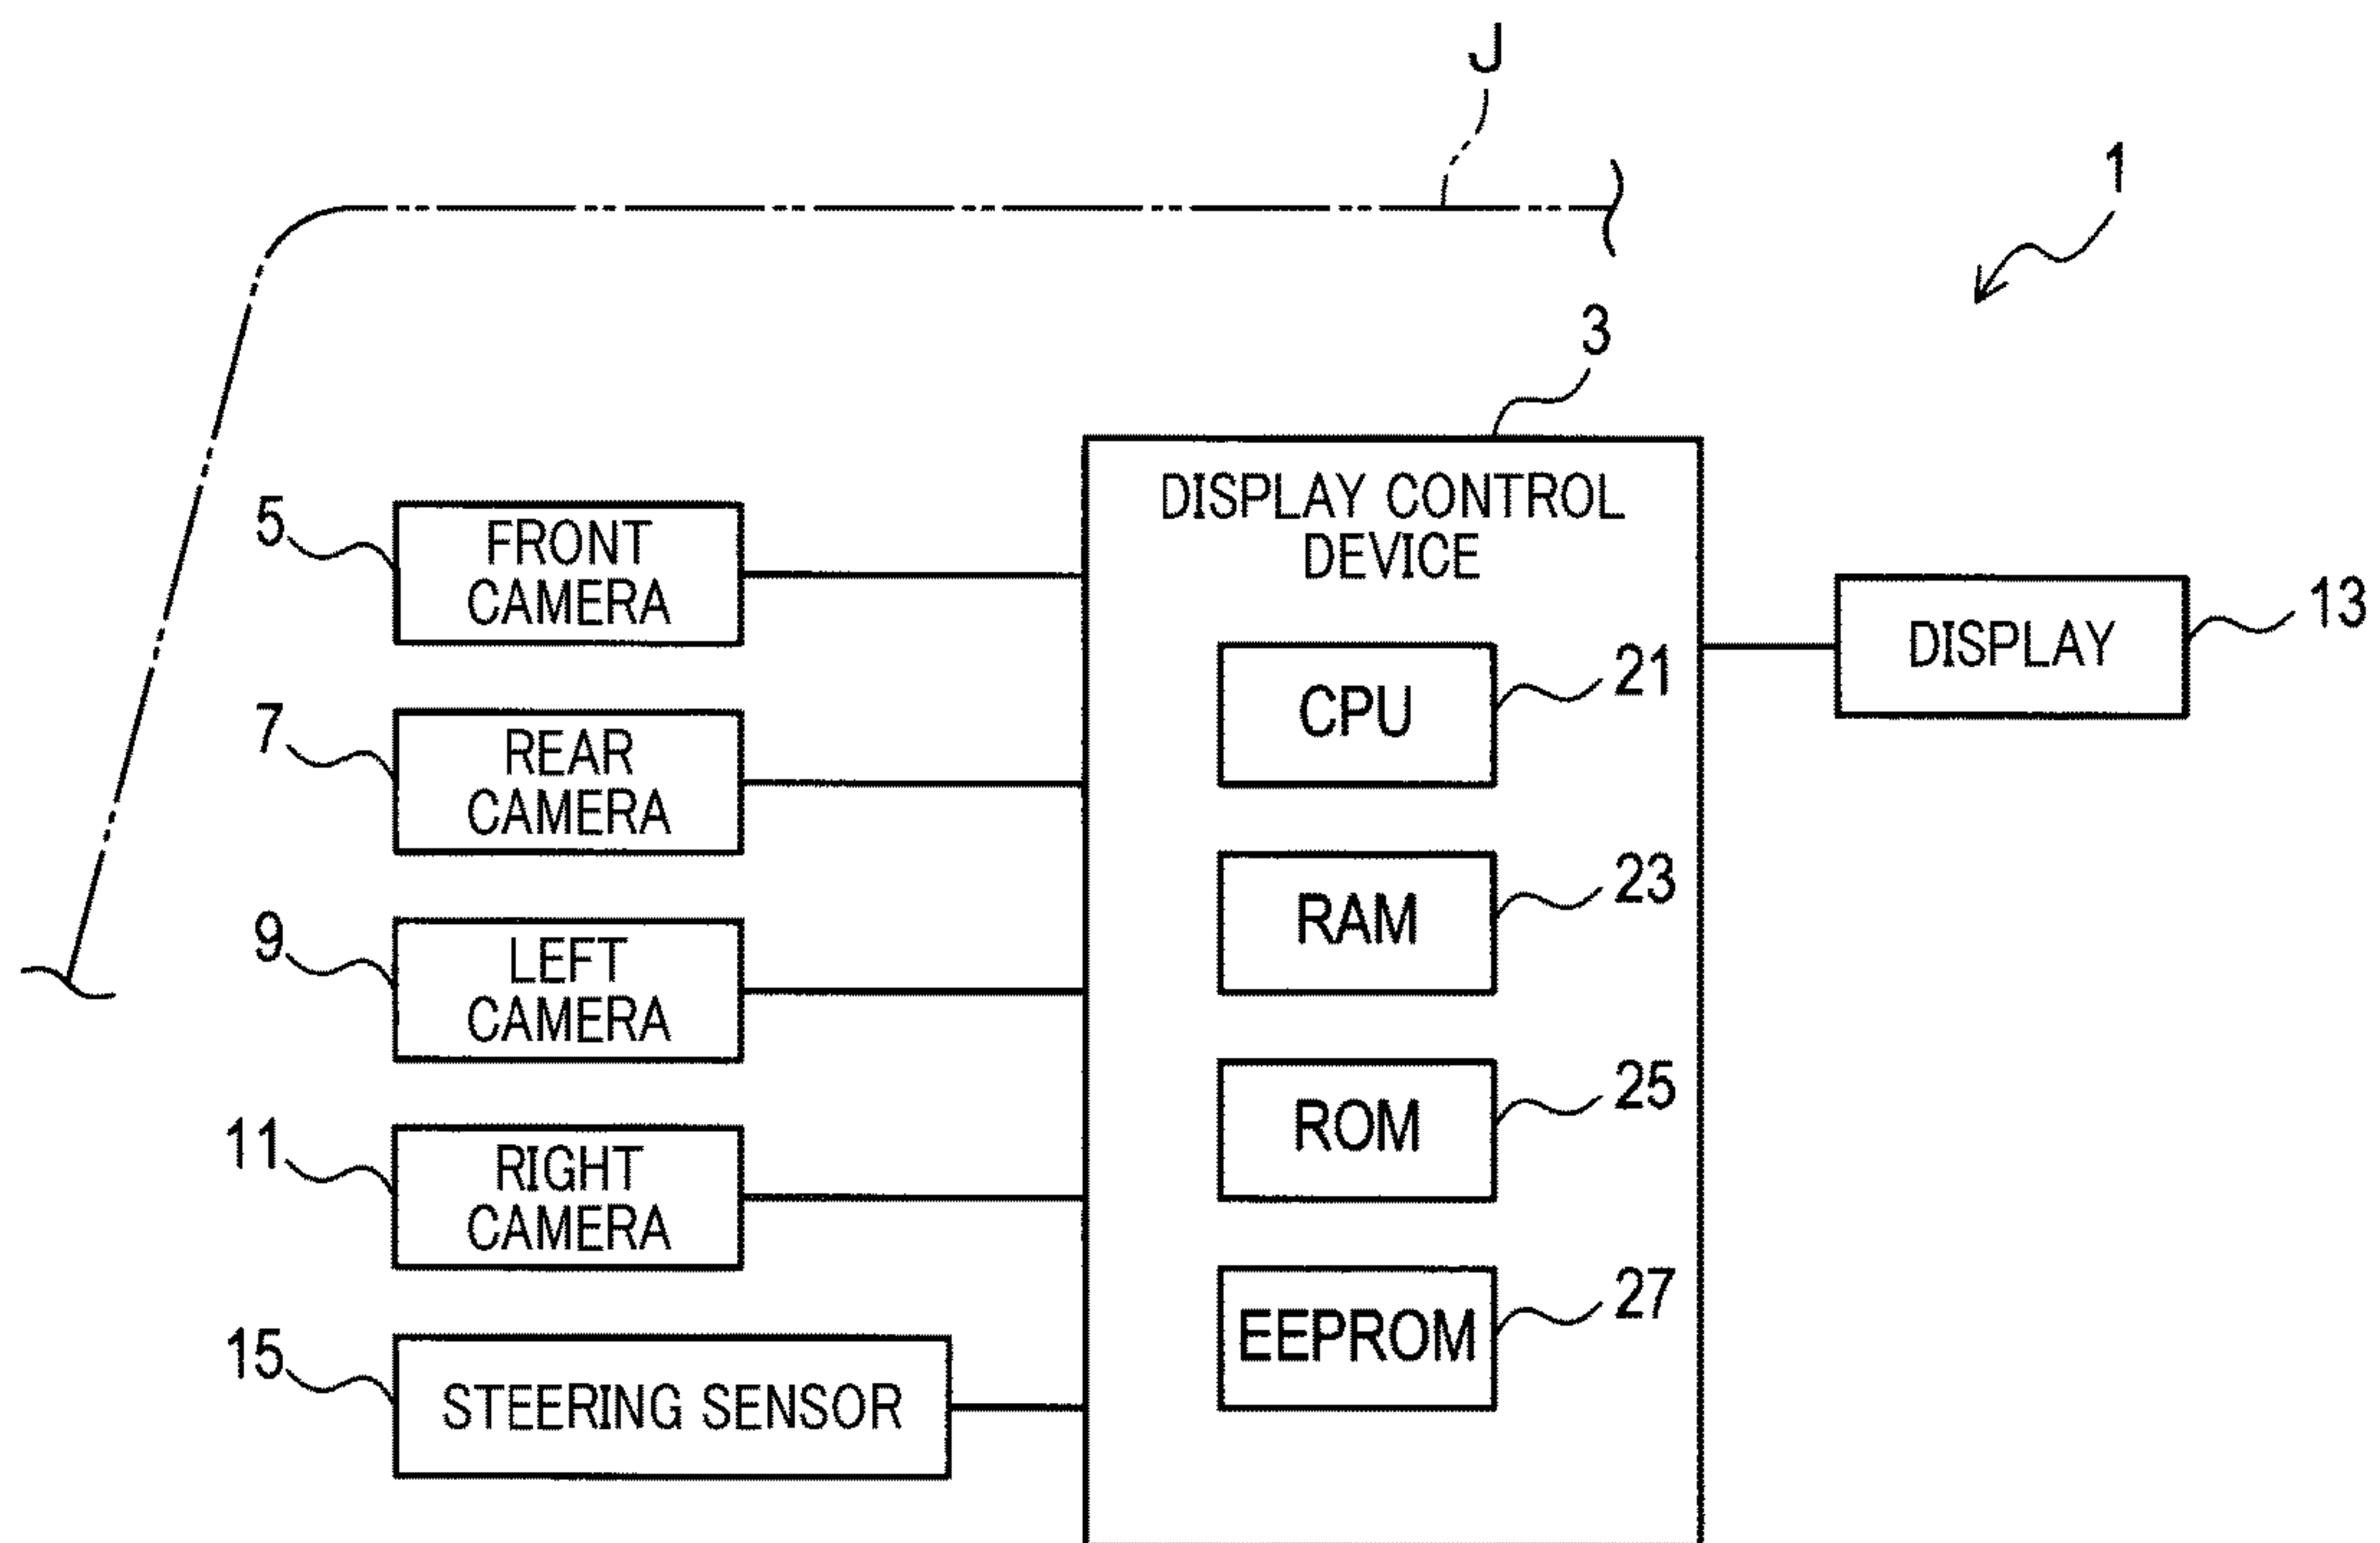 J
1
3
DISPLAY CONTROL
DEVICE
5
FRONT
CAMERA
7
REAR
CAMERA
9
LEFT
CAMERA
11
RIGHT
CAMERA
15
STEERING SENSOR
CPU
21
RAM
23
ROM
25
EEPROM
27
DISPLAY
13